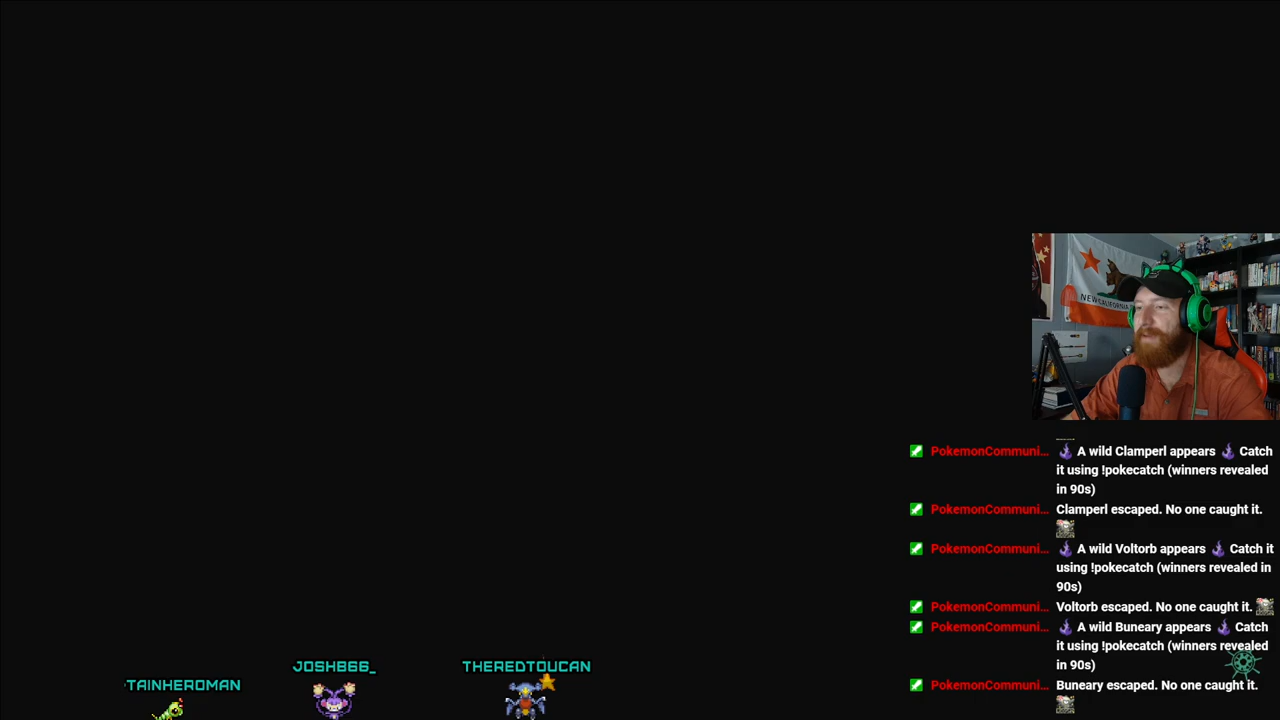 NEW CALIFORNIA
PokemonCommuni... A wild Clamperl appears Catch
it using !pokecatch (winners revealed
in 90s)
PokemonCommuni... Clamperl escaped. No one caught it.
PokemonCommuni... A wild Voltorb appears Catch it
using !pokecatch (winners revealed in
90s)
PokemonCommuni... Voltorb escaped. No one caught it.
PokemonCommuni... A wild Buneary appears Catch
it using !pokecatch (winners revealed
in 90s)
PokemonCommuni... Buneary escaped. No one caught it.
JOSH866_
THEREDTOUCAN
TAINHEROMAN